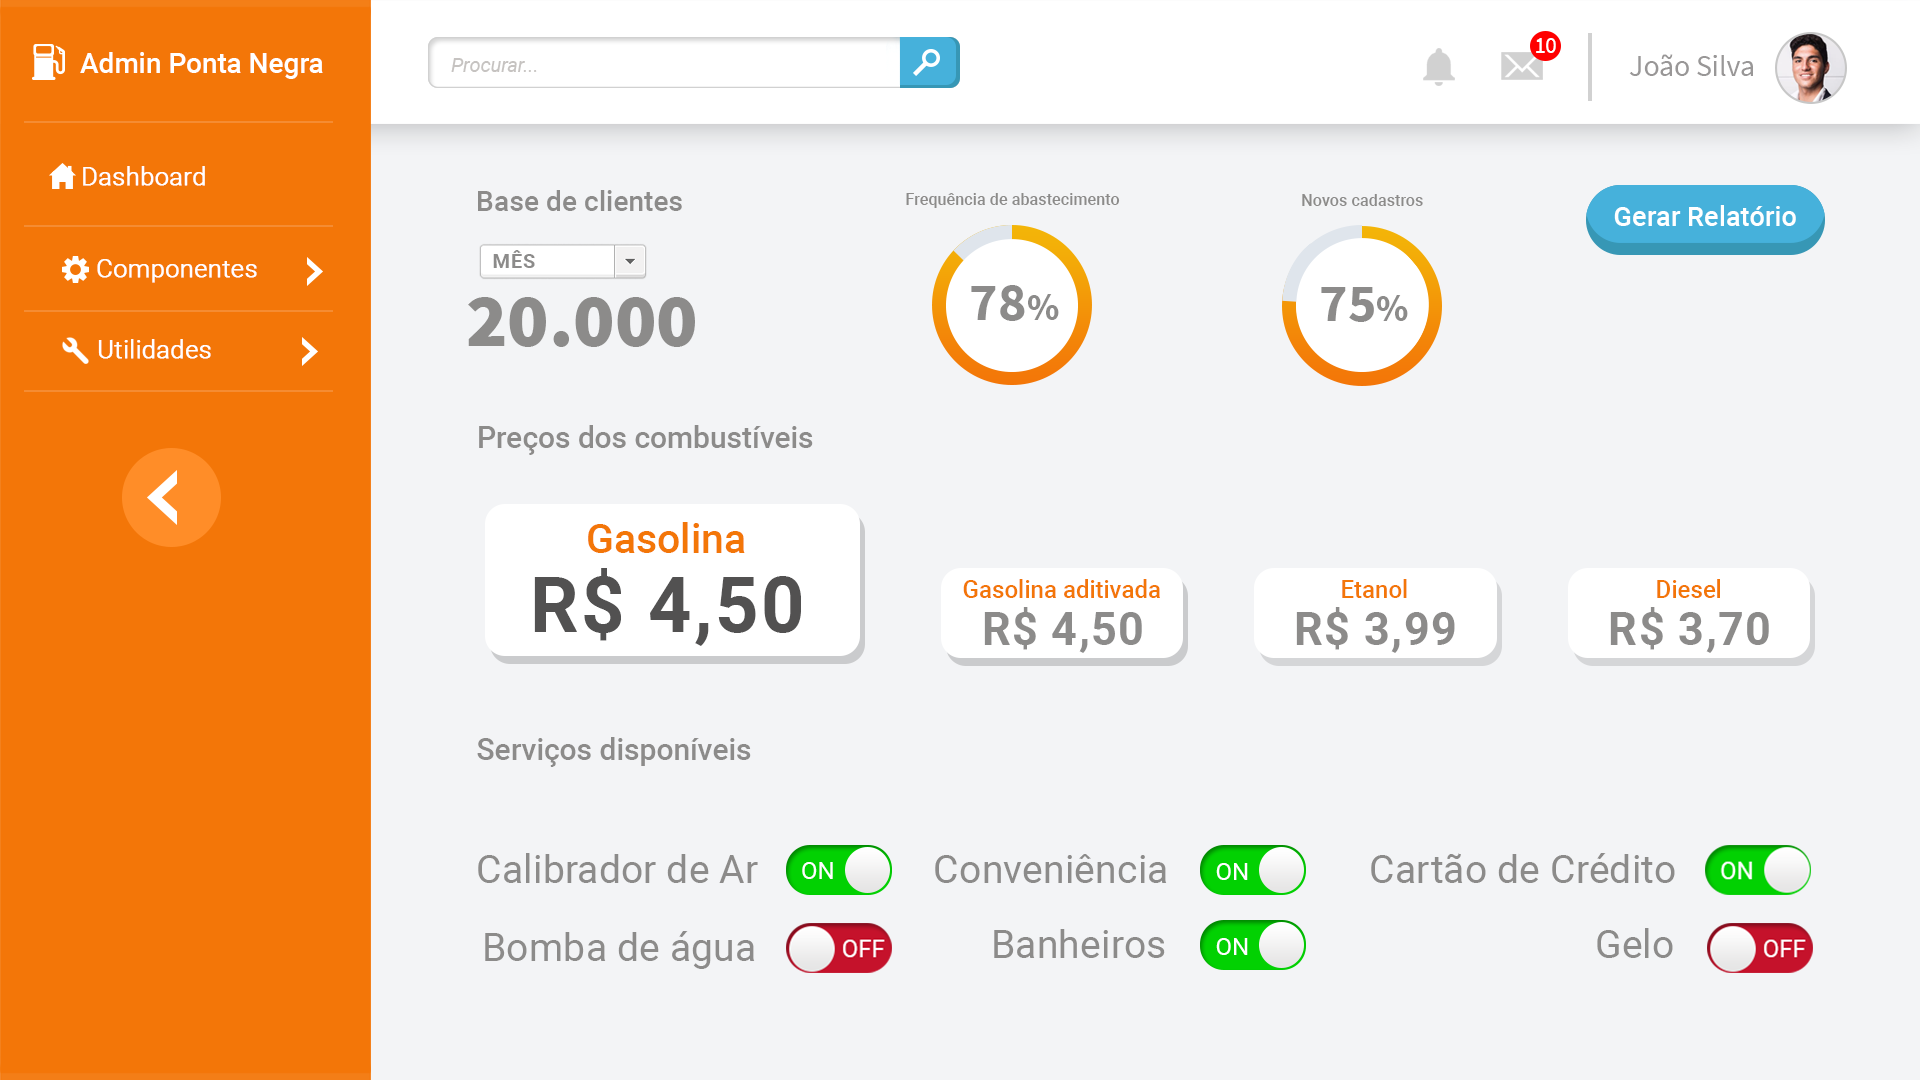 Admin Ponta Negra
Procurar...
10
João Silva
Dashboard
Componentes
Utilidades
Base de clientes
MÊS
20.000
Frequência de abastecimento
78%
Novos cadastros
75%
Gerar Relatório
Preços dos combustíveis
Gasolina
R$ 4,50
Gasolina aditivada
R$ 4,50
Etanol
R$ 3,99
Diesel
R$ 3,70
Serviços disponíveis
Calibrador de Ar ON
Conveniência ON
Cartão de Crédito ON
Bomba de água OFF
Banheiros ON
Gelo OFF